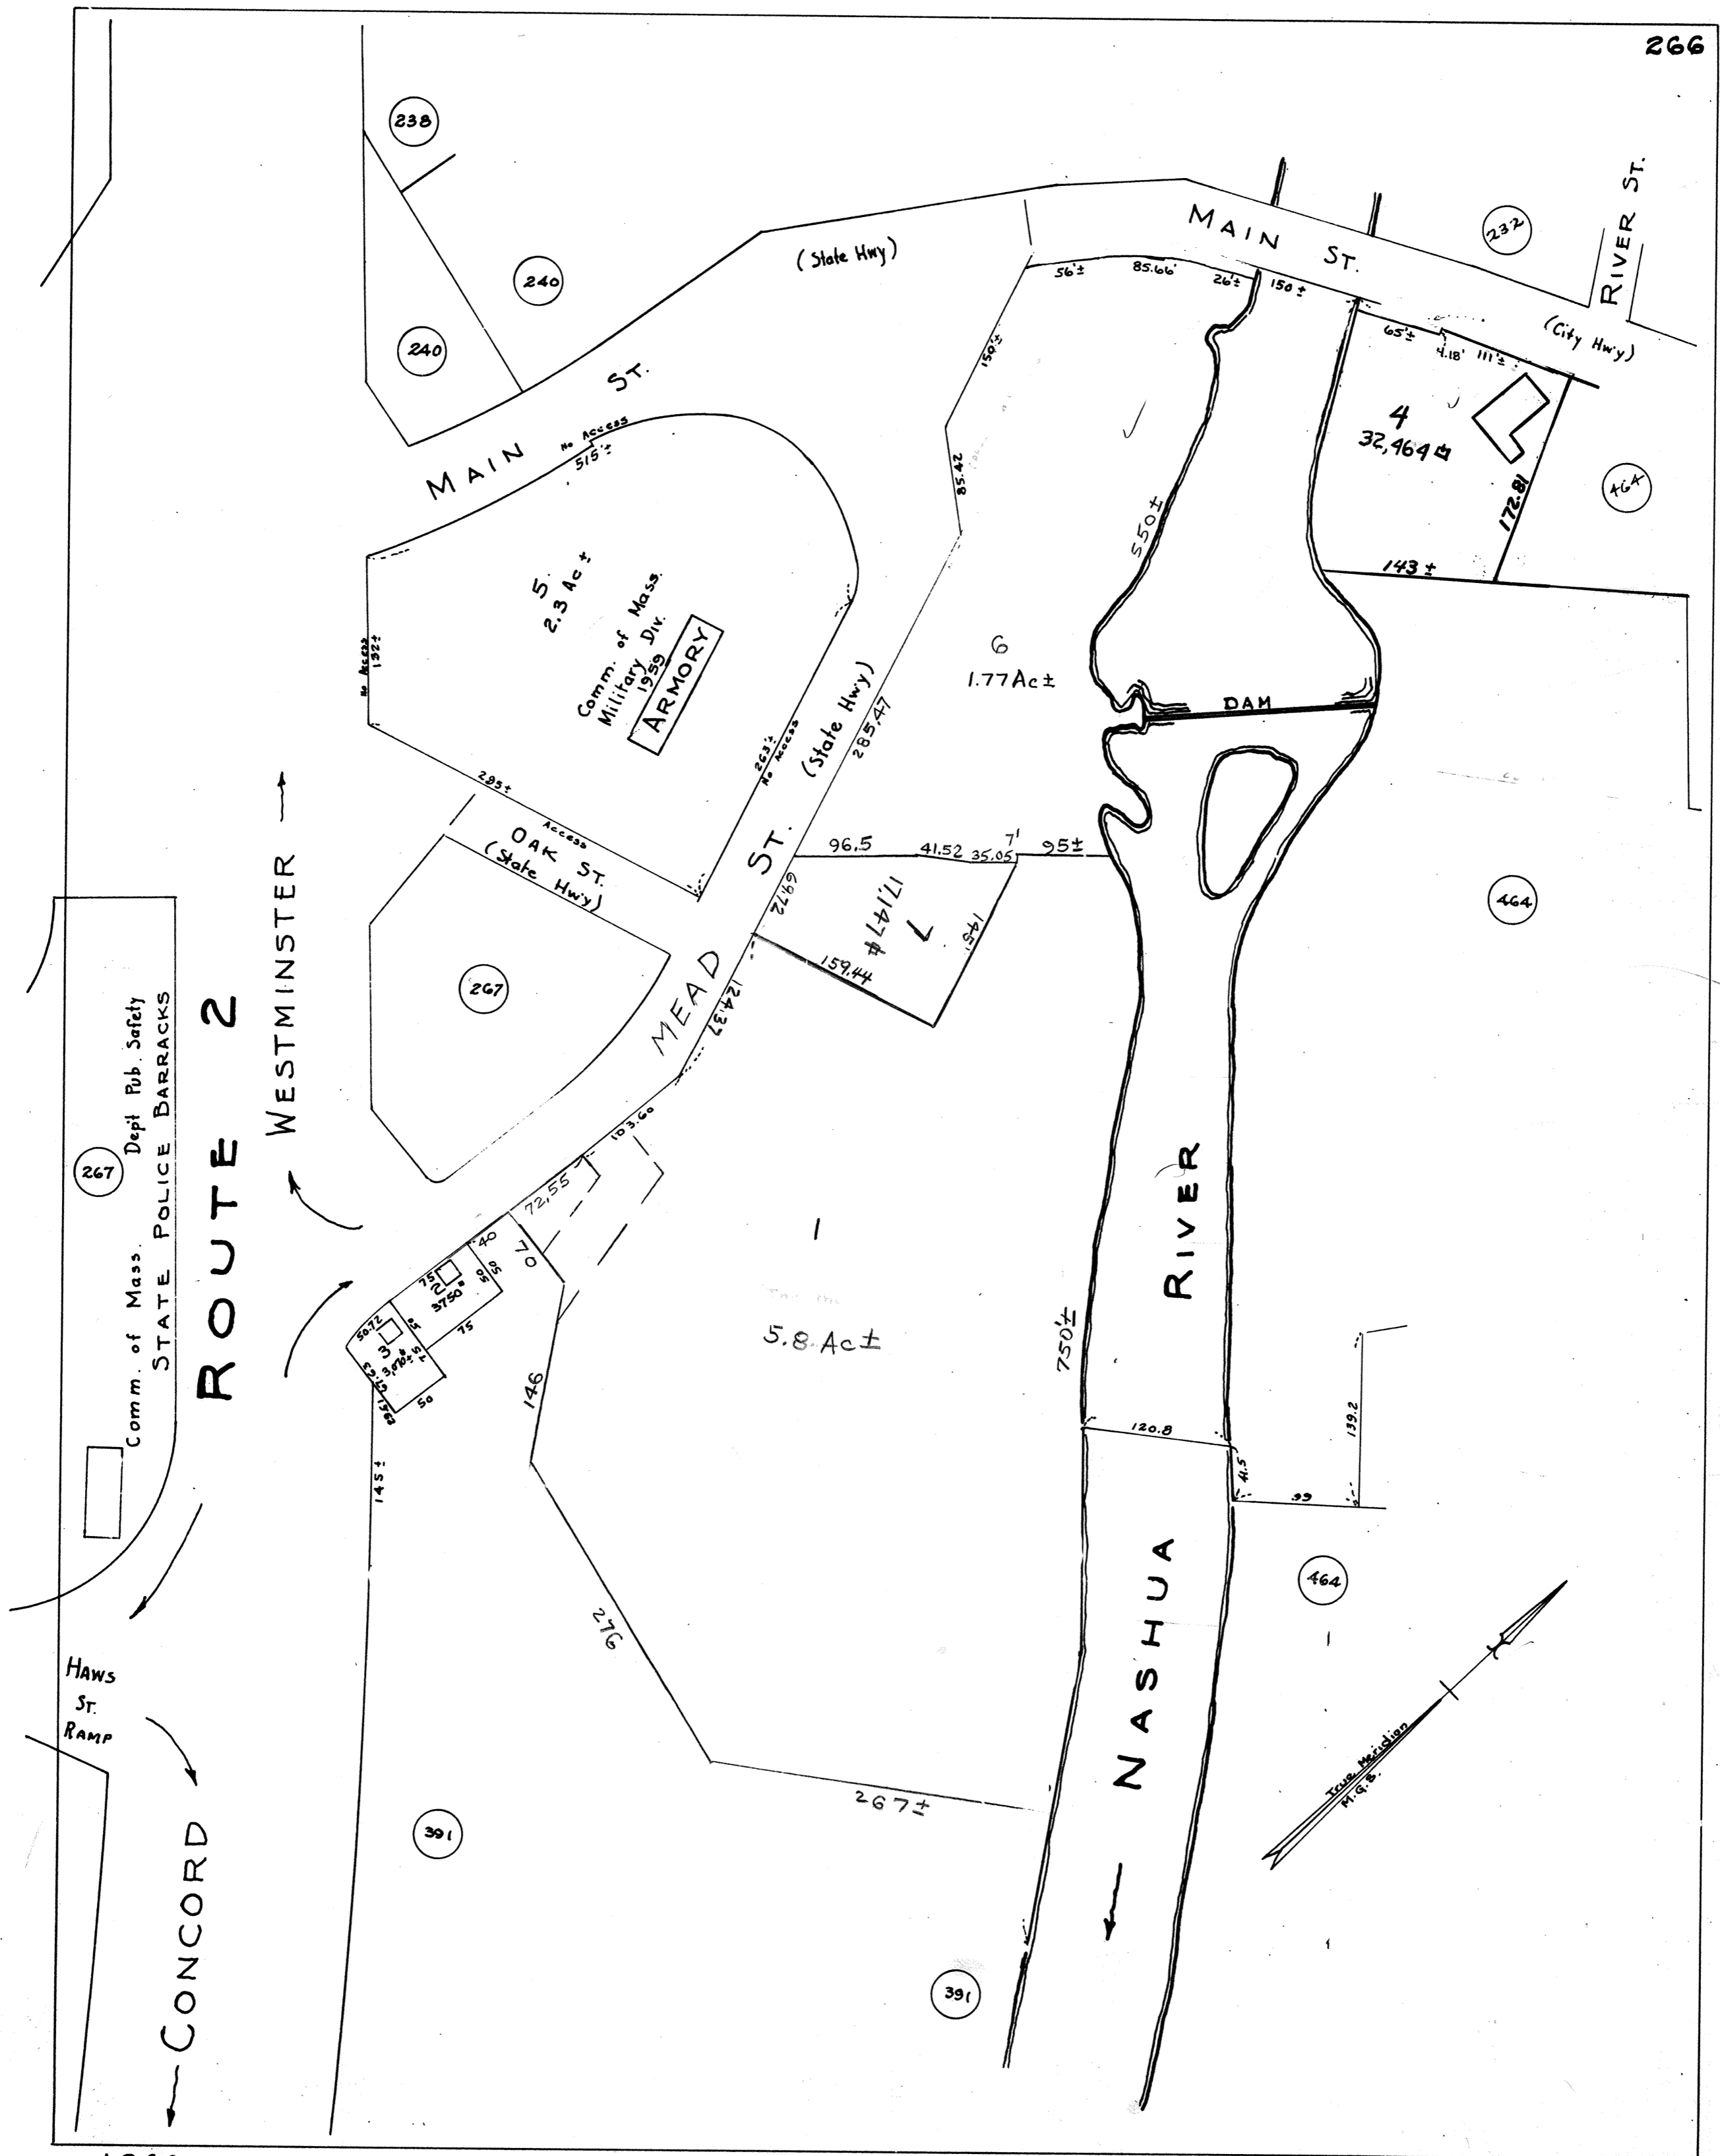 266
238
240
240
(State Hwy)
MAIN ST.
232
RIVER ST.
(City Hwy)
56'±
85.66'
26'±
150±
65'±
4.18'
111'±
4
32,464
172.81
464
143±
MAIN ST.
No Access
515'±
150'±
85.42
550±
5.
2.3 Ac ±
Comm. of Mass.
Military Div.
1959
ARMORY
No Access
132±
295±
Access
263'±
No Access
(State Hwy)
285.47
6
1.77 Ac ±
DAM
OAK ST.
(State Hwy)
MEAD ST.
96.5
41.52
35.05
7'
95±
69.72
7
17,147
145'
159.44
124.37
464
267
WESTMINSTER
ROUTE 2
267
Comm. of Mass. Dept Pub. Safety
STATE POLICE BARRACKS
103.60
72.55
40
70
50
50
75
2
3750
75
50
50.72
3
50
145±
146
1
5.8 Ac ±
750'±
NASHUA RIVER
120.8
41.5
99
139.2
464
276
267±
HAWS
ST.
RAMP
CONCORD
391
391
True Meridian
M.G.S.